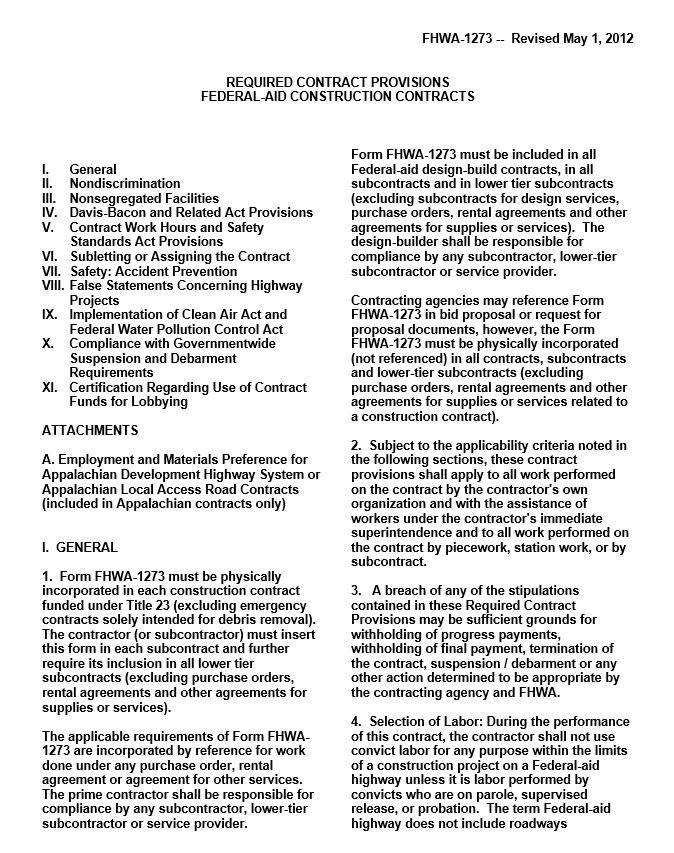 FHWA-1273 -- Revised May 1, 2012
REQUIRED CONTRACT PROVISIONS
FEDERAL-AID CONSTRUCTION CONTRACTS
I. General
II. Nondiscrimination
III. Nonsegregated Facilities
IV. Davis-Bacon and Related Act Provisions
V. Contract Work Hours and Safety
Standards Act Provisions
VI. Subletting or Assigning the Contract
VII. Safety: Accident Prevention
VIII. False Statements Concerning Highway
Projects
IX. Implementation of Clean Air Act and
Federal Water Pollution Control Act
X. Compliance with Governmentwide
Suspension and Debarment
Requirements
XI. Certification Regarding Use of Contract
Funds for Lobbying
ATTACHMENTS
A. Employment and Materials Preference for
Appalachian Development Highway System or
Appalachian Local Access Road Contracts
(included in Appalachian contracts only)
I. GENERAL
1. Form FHWA-1273 must be physically
incorporated in each construction contract
funded under Title 23 (excluding emergency
contracts solely intended for debris removal).
The contractor (or subcontractor) must insert
this form in each subcontract and further
require its inclusion in all lower tier
subcontracts (excluding purchase orders,
rental agreements and other agreements for
supplies or services).
The applicable requirements of Form FHWA-
1273 are incorporated by reference for work
done under any purchase order, rental
agreement or agreement for other services.
The prime contractor shall be responsible for
compliance by any subcontractor, lower-tier
subcontractor or service provider.
Form FHWA-1273 must be included in all
Federal-aid design-build contracts, in all
subcontracts and in lower tier subcontracts
(excluding subcontracts for design services,
purchase orders, rental agreements and other
agreements for supplies or services). The
design-builder shall be responsible for
compliance by any subcontractor, lower-tier
subcontractor or service provider.
Contracting agencies may reference Form
FHWA-1273 in bid proposal or request for
proposal documents, however, the Form
FHWA-1273 must be physically incorporated
(not referenced) in all contracts, subcontracts
and lower-tier subcontracts (excluding
purchase orders, rental agreements and other
agreements for supplies or services related to
a construction contract).
2. Subject to the applicability criteria noted in
the following sections, these contract
provisions shall apply to all work performed
on the contract by the contractor's own
organization and with the assistance of
workers under the contractor's immediate
superintendence and to all work performed on
the contract by piecework, station work, or by
subcontract.
3. A breach of any of the stipulations
contained in these Required Contract
Provisions may be sufficient grounds for
withholding of progress payments,
withholding of final payment, termination of
the contract, suspension / debarment or any
other action determined to be appropriate by
the contracting agency and FHWA.
4. Selection of Labor: During the performance
of this contract, the contractor shall not use
convict labor for any purpose within the limits
of a construction project on a Federal-aid
highway unless it is labor performed by
convicts who are on parole, supervised
release, or probation. The term Federal-aid
highway does not include roadways